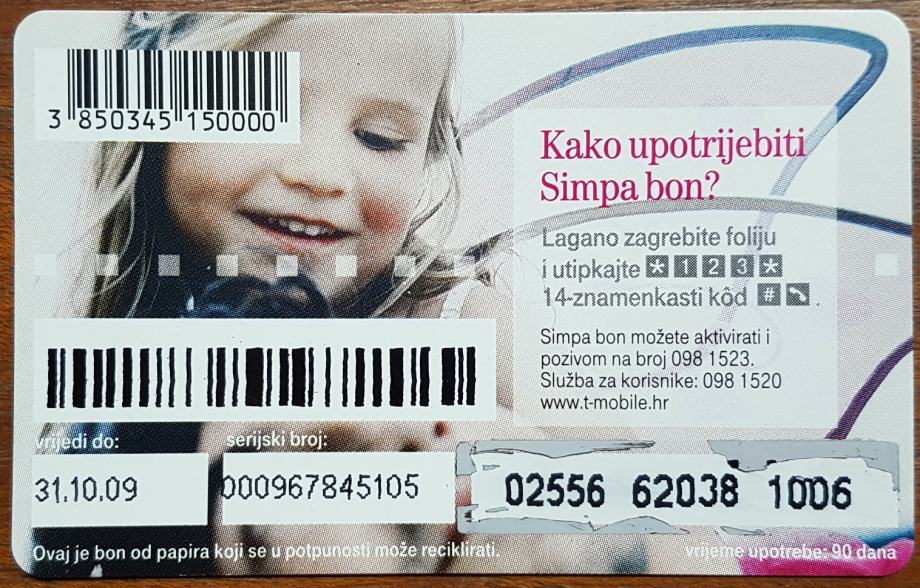 3 850345 150000
Kako upotrijebiti
Simpa bon?
Lagano zagrebite foliju
i utipkajte * 1 2 3 *
14-znamenkasti kôd # .
Simpa bon možete aktivirati i
pozivom na broj 098 1523.
Služba za korisnike: 098 1520
www.t-mobile.hr
vrijedi do: serijski broj:
31.10.09 000967845105 02556 62038 1006
Ovaj je bon od papira koji se u potpunosti može reciklirati. vrijeme upotrebe: 90 dana